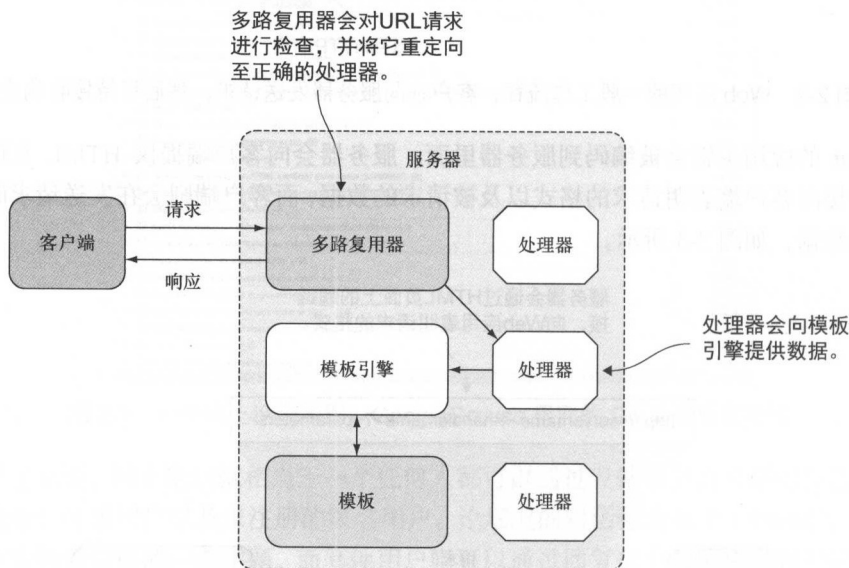 多路复用器会对URL请求
进行检查，并将它重定向
至正确的处理器。
服务器
请求
客户端
多路复用器
处理器
响应
处理器会向模板
引擎提供数据。
模板引擎
处理器
模板
处理器